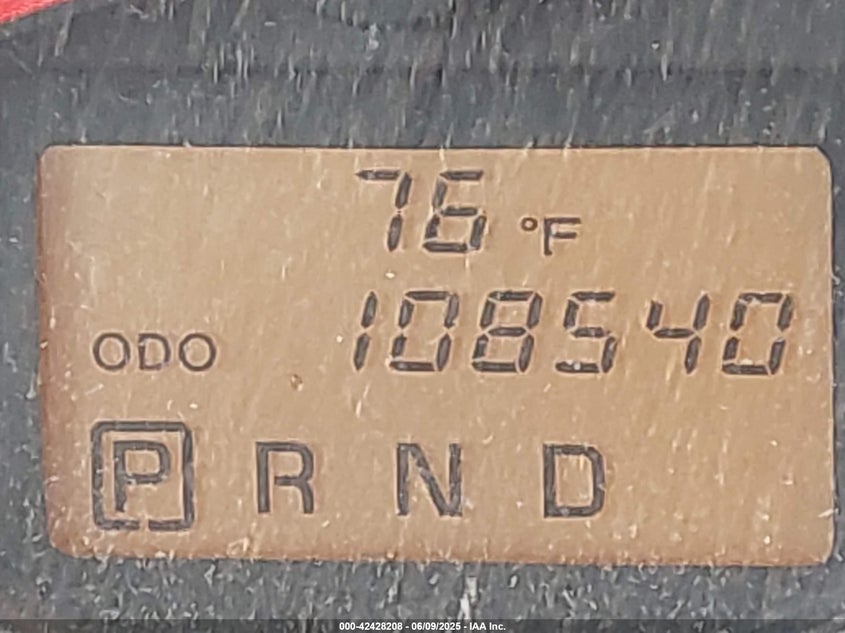 76 °F
ODO 108540
P R N D
000-42428208 - 06/09/2025 - IAA Inc.